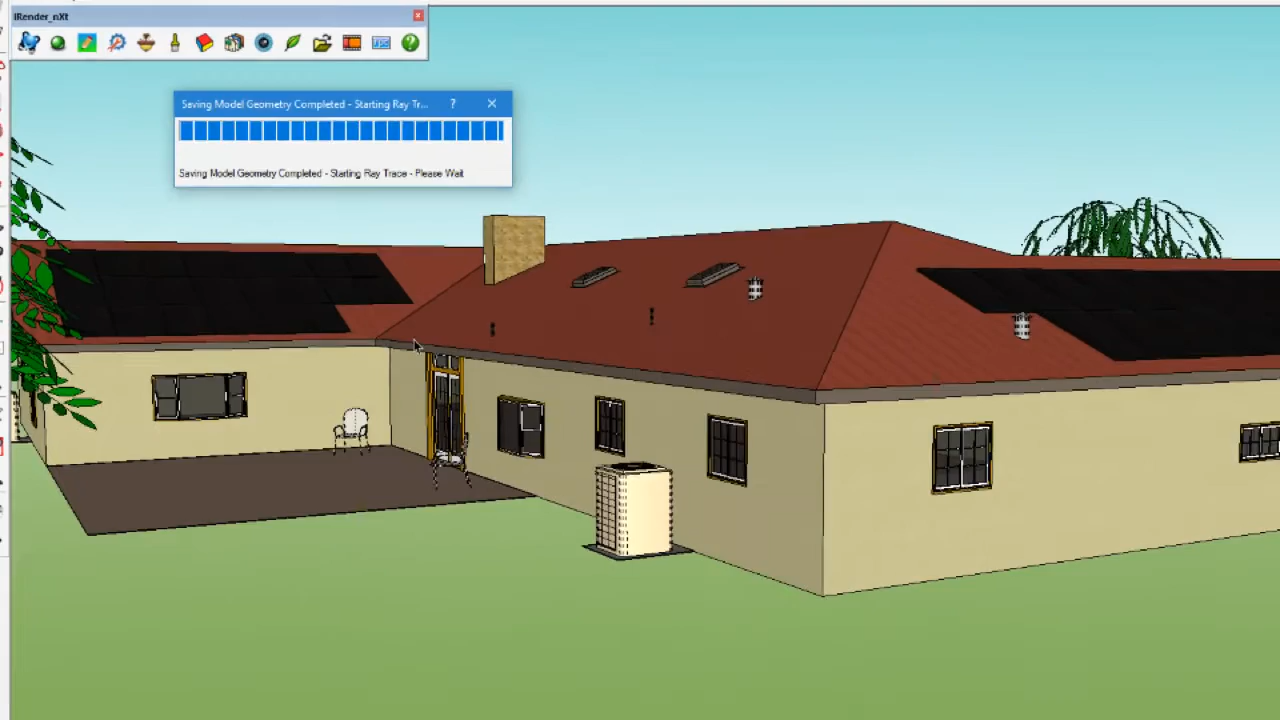 IRender_nXt
Saving Model Geometry Completed - Starting Ray Tr...
Saving Model Geometry Completed - Starting Ray Trace - Please Wait